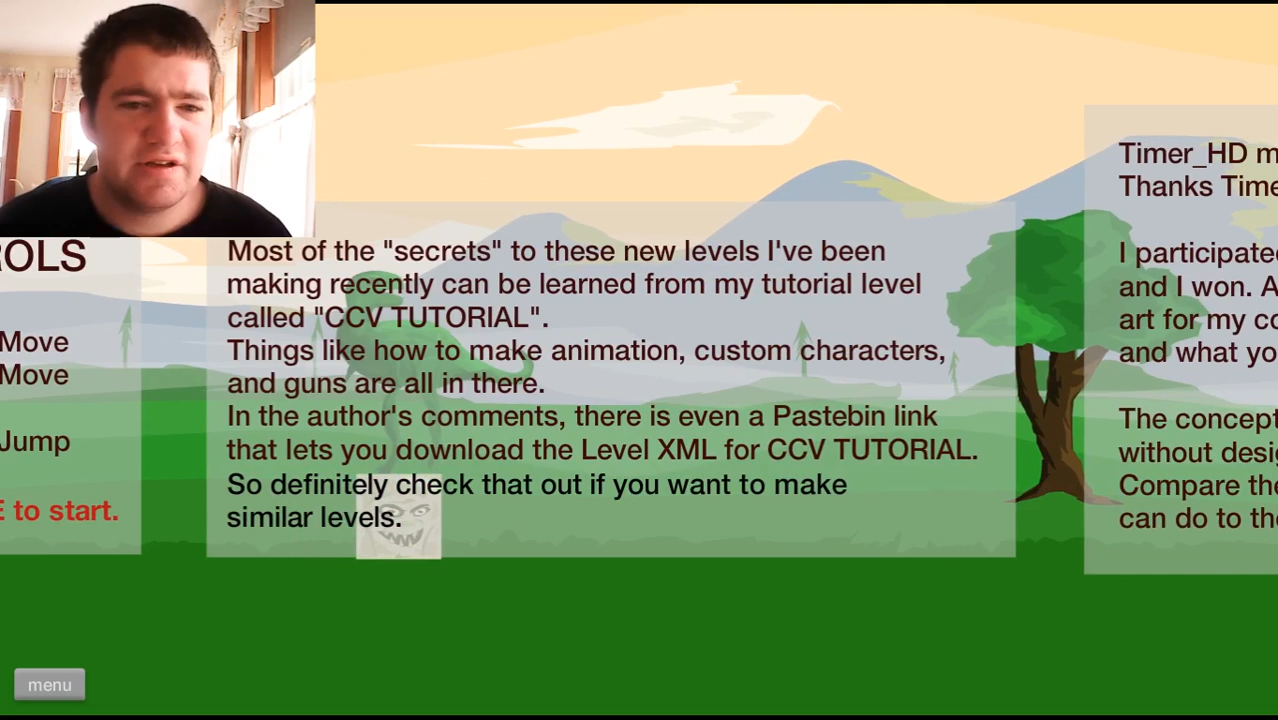 ROLS
Move
Move
Jump
E to start.
Most of the "secrets" to these new levels I've been
making recently can be learned from my tutorial level
called "CCV TUTORIAL".
Things like how to make animation, custom characters,
and guns are all in there.
In the author's comments, there is even a Pastebin link
that lets you download the Level XML for CCV TUTORIAL.
So definitely check that out if you want to make
similar levels.
Timer_HD m
Thanks Time
I participated
and I won. A
art for my co
and what yo
The concept
without desig
Compare the
can do to the
menu